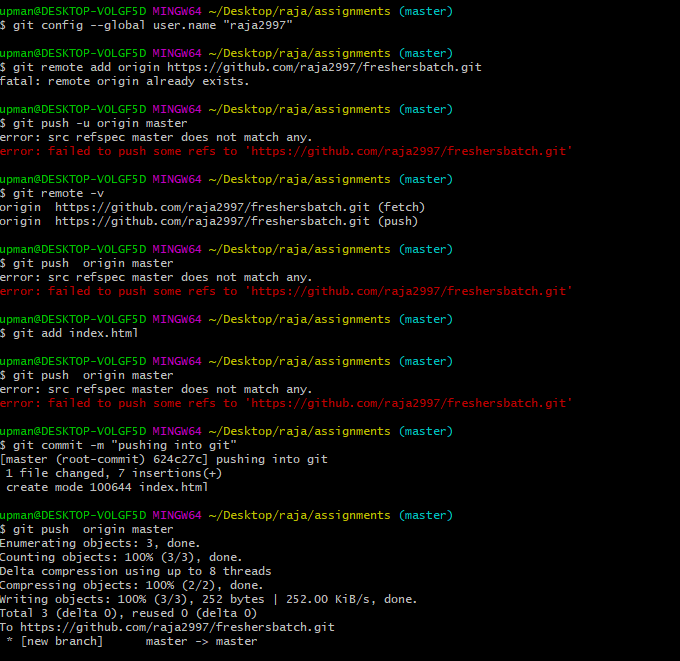 upman@DESKTOP-VOLGF5D MINGW64 ~/Desktop/raja/assignments (master)
$ git config --global user.name "raja2997"
upman@DESKTOP-VOLGF5D MINGW64 ~/Desktop/raja/assignments (master)
$ git remote add origin https://github.com/raja2997/freshersbatch.git
fatal: remote origin already exists.
upman@DESKTOP-VOLGF5D MINGW64 ~/Desktop/raja/assignments (master)
$ git push -u origin master
error: src refspec master does not match any.
error: failed to push some refs to 'https://github.com/raja2997/freshersbatch.git'
upman@DESKTOP-VOLGF5D MINGW64 ~/Desktop/raja/assignments (master)
$ git remote -v
origin  https://github.com/raja2997/freshersbatch.git (fetch)
origin  https://github.com/raja2997/freshersbatch.git (push)
upman@DESKTOP-VOLGF5D MINGW64 ~/Desktop/raja/assignments (master)
$ git push  origin master
error: src refspec master does not match any.
error: failed to push some refs to 'https://github.com/raja2997/freshersbatch.git'
upman@DESKTOP-VOLGF5D MINGW64 ~/Desktop/raja/assignments (master)
$ git add index.html
upman@DESKTOP-VOLGF5D MINGW64 ~/Desktop/raja/assignments (master)
$ git push  origin master
error: src refspec master does not match any.
error: failed to push some refs to 'https://github.com/raja2997/freshersbatch.git'
upman@DESKTOP-VOLGF5D MINGW64 ~/Desktop/raja/assignments (master)
$ git commit -m "pushing into git"
[master (root-commit) 624c27c] pushing into git
 1 file changed, 7 insertions(+)
 create mode 100644 index.html
upman@DESKTOP-VOLGF5D MINGW64 ~/Desktop/raja/assignments (master)
$ git push  origin master
Enumerating objects: 3, done.
Counting objects: 100% (3/3), done.
Delta compression using up to 8 threads
Compressing objects: 100% (2/2), done.
Writing objects: 100% (3/3), 252 bytes | 252.00 KiB/s, done.
Total 3 (delta 0), reused 0 (delta 0)
To https://github.com/raja2997/freshersbatch.git
 * [new branch]      master -> master